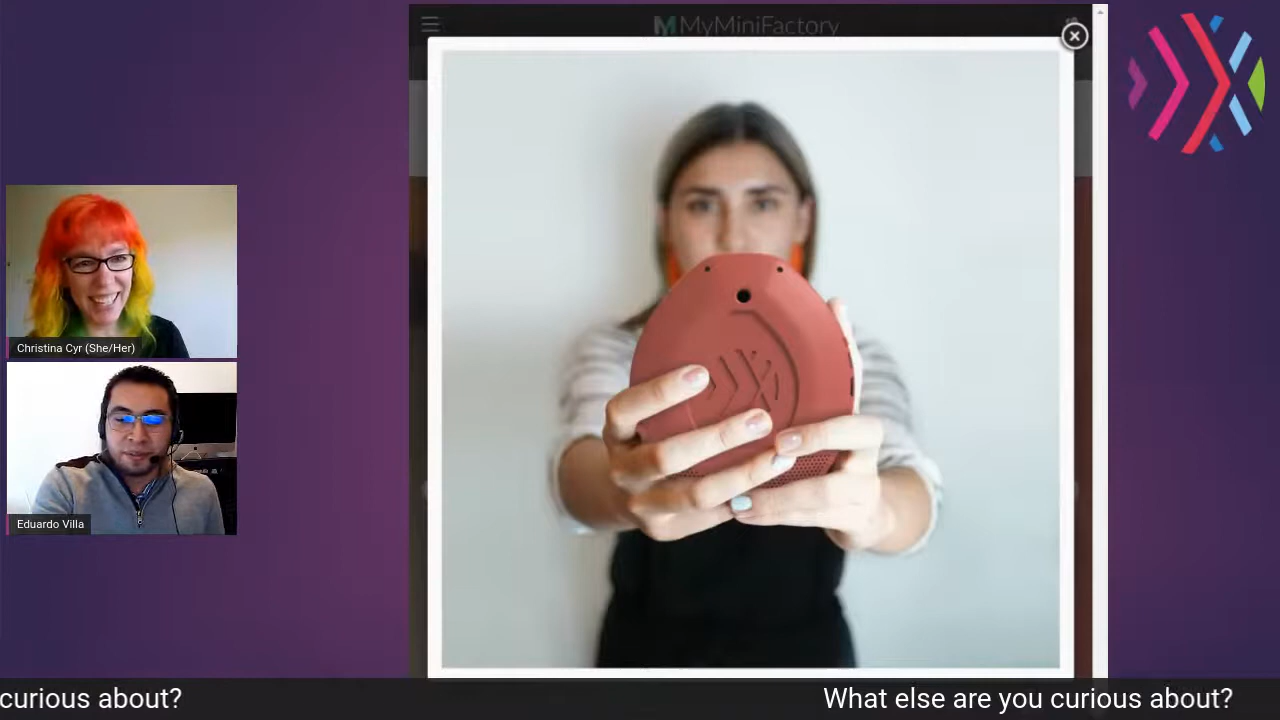 MyMiniFactory
Christina Cyr (She/Her)
Eduardo Villa
curious about?
What else are you curious about?